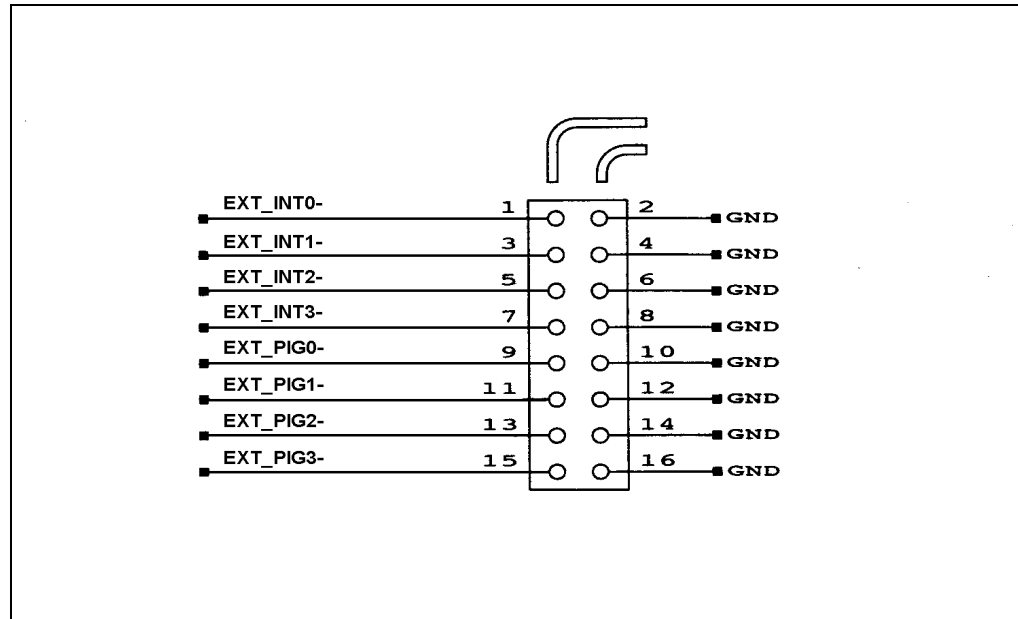 EXT_INT0- 1 2 GND
EXT_INT1- 3 4 GND
EXT_INT2- 5 6 GND
EXT_INT3- 7 8 GND
EXT_PIG0- 9 10 GND
EXT_PIG1- 11 12 GND
EXT_PIG2- 13 14 GND
EXT_PIG3- 15 16 GND